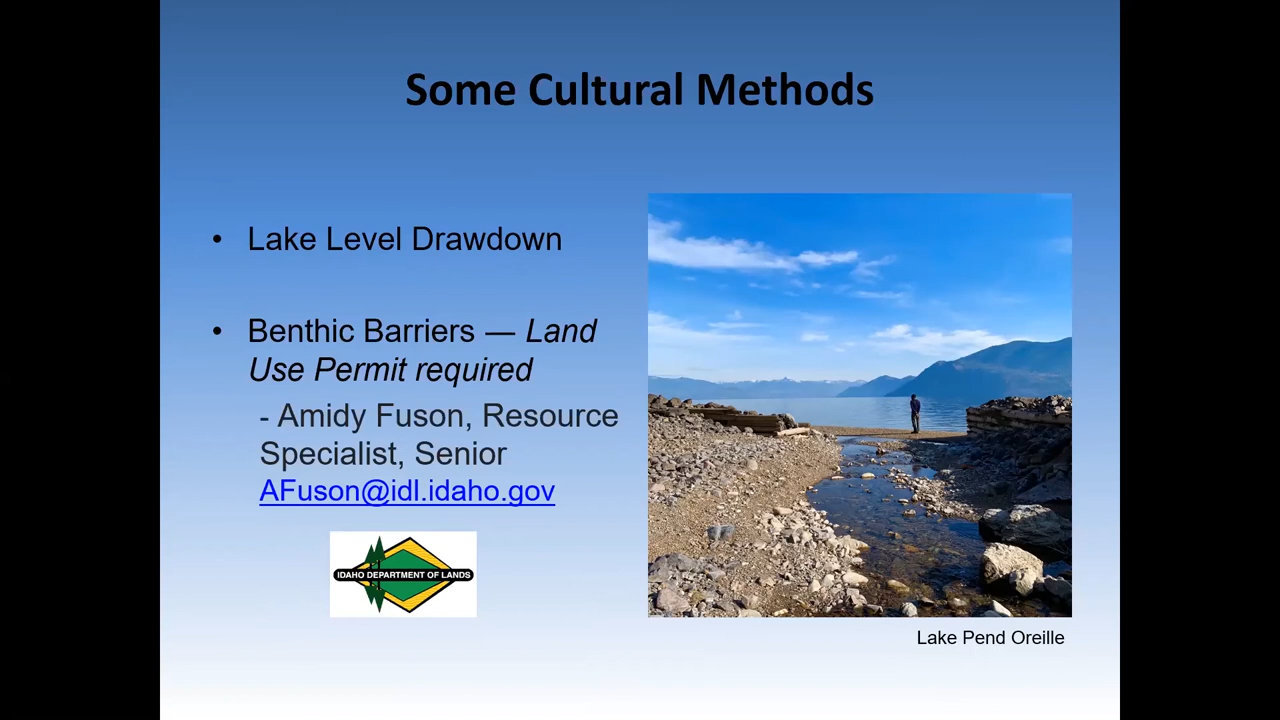 Some Cultural Methods
• Lake Level Drawdown
• Benthic Barriers — Land
Use Permit required
- Amidy Fuson, Resource
Specialist, Senior
AFuson@idl.idaho.gov
IDAHO DEPARTMENT OF LANDS
Lake Pend Oreille